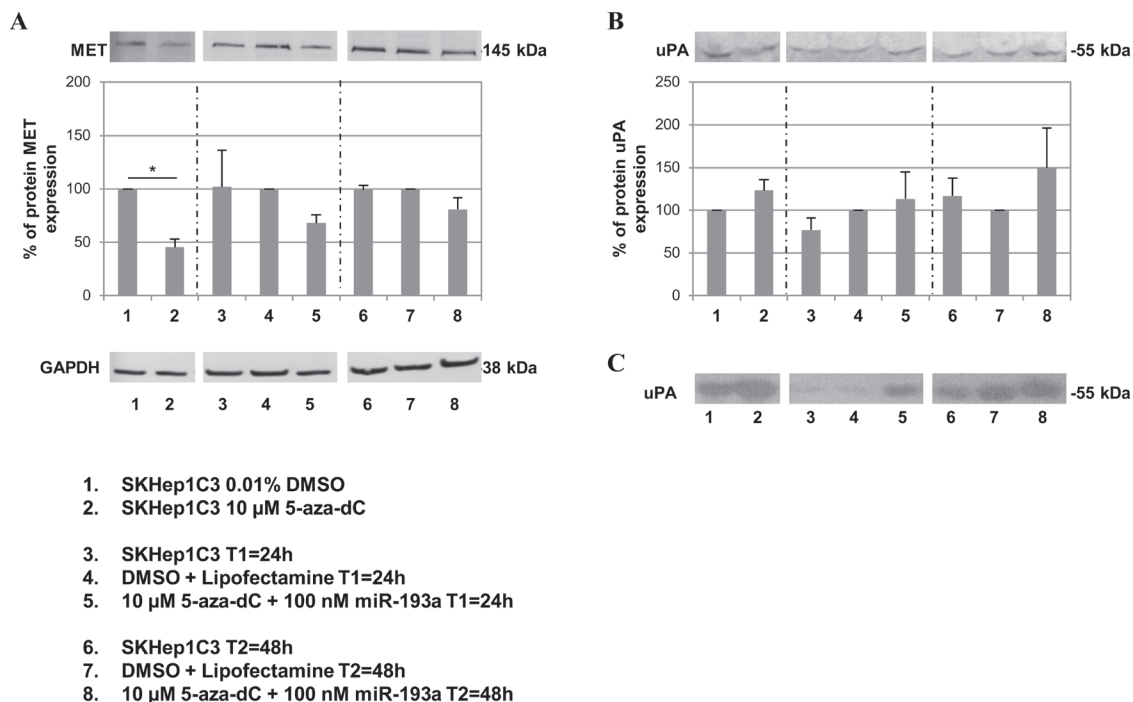 A
MET
-145 kDa
% of protein MET
expression
200
150
100
50
0
*
1 2 3 4 5 6 7 8
GAPDH
-38 kDa
1 2 3 4 5 6 7 8
B
uPA
-55 kDa
% of protein uPA
expression
250
200
150
100
50
0
1 2 3 4 5 6 7 8
C
uPA
-55 kDa
1 2 3 4 5 6 7 8
1. SKHep1C3 0.01% DMSO
2. SKHep1C3 10 µM 5-aza-dC
3. SKHep1C3 T1=24h
4. DMSO + Lipofectamine T1=24h
5. 10 µM 5-aza-dC + 100 nM miR-193a T1=24h
6. SKHep1C3 T2=48h
7. DMSO + Lipofectamine T2=48h
8. 10 µM 5-aza-dC + 100 nM miR-193a T2=48h